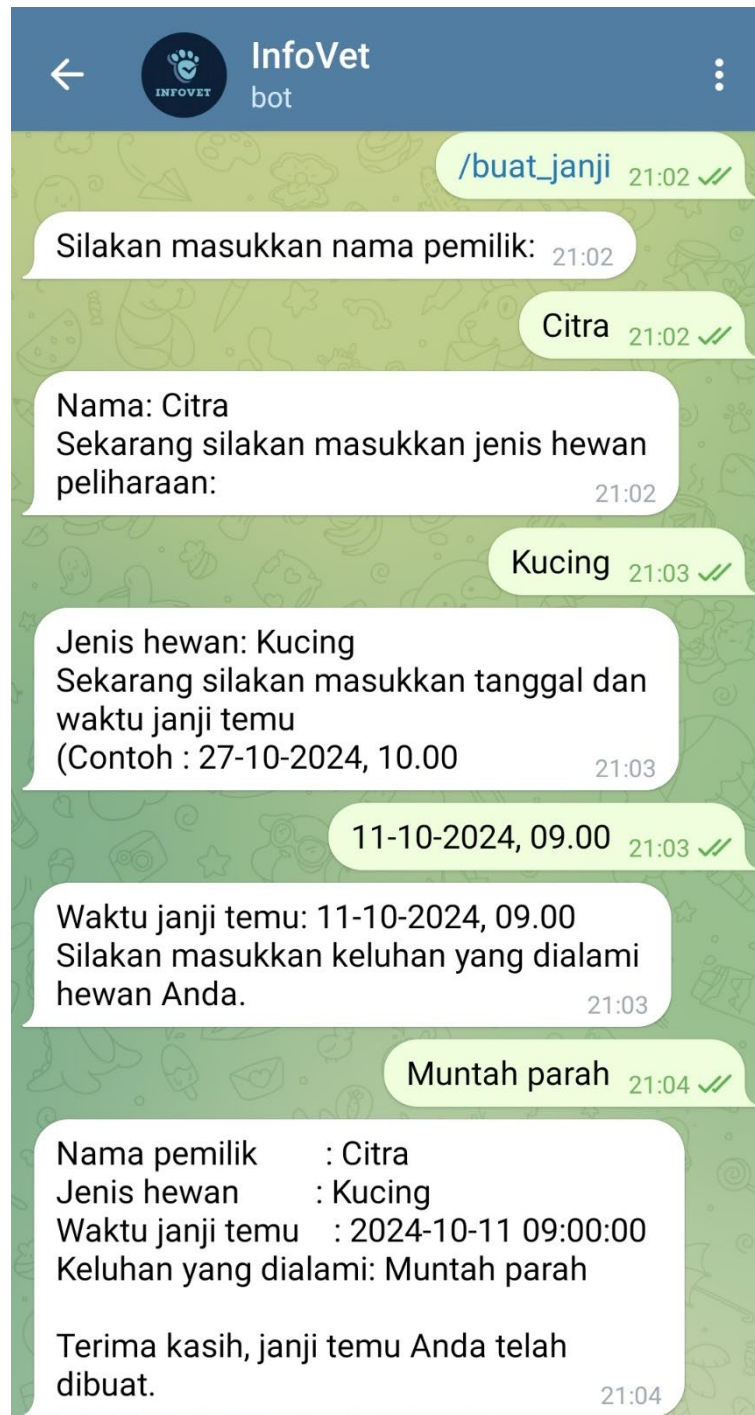 InfoVet
bot
INFOVET
/buat_janji 21:02
Silakan masukkan nama pemilik: 21:02
Citra 21:02
Nama: Citra
Sekarang silakan masukkan jenis hewan
peliharaan: 21:02
Kucing 21:03
Jenis hewan: Kucing
Sekarang silakan masukkan tanggal dan
waktu janji temu
(Contoh : 27-10-2024, 10.00 21:03
11-10-2024, 09.00 21:03
Waktu janji temu: 11-10-2024, 09.00
Silakan masukkan keluhan yang dialami
hewan Anda. 21:03
Muntah parah 21:04
Nama pemilik : Citra
Jenis hewan : Kucing
Waktu janji temu : 2024-10-11 09:00:00
Keluhan yang dialami: Muntah parah
Terima kasih, janji temu Anda telah
dibuat. 21:04